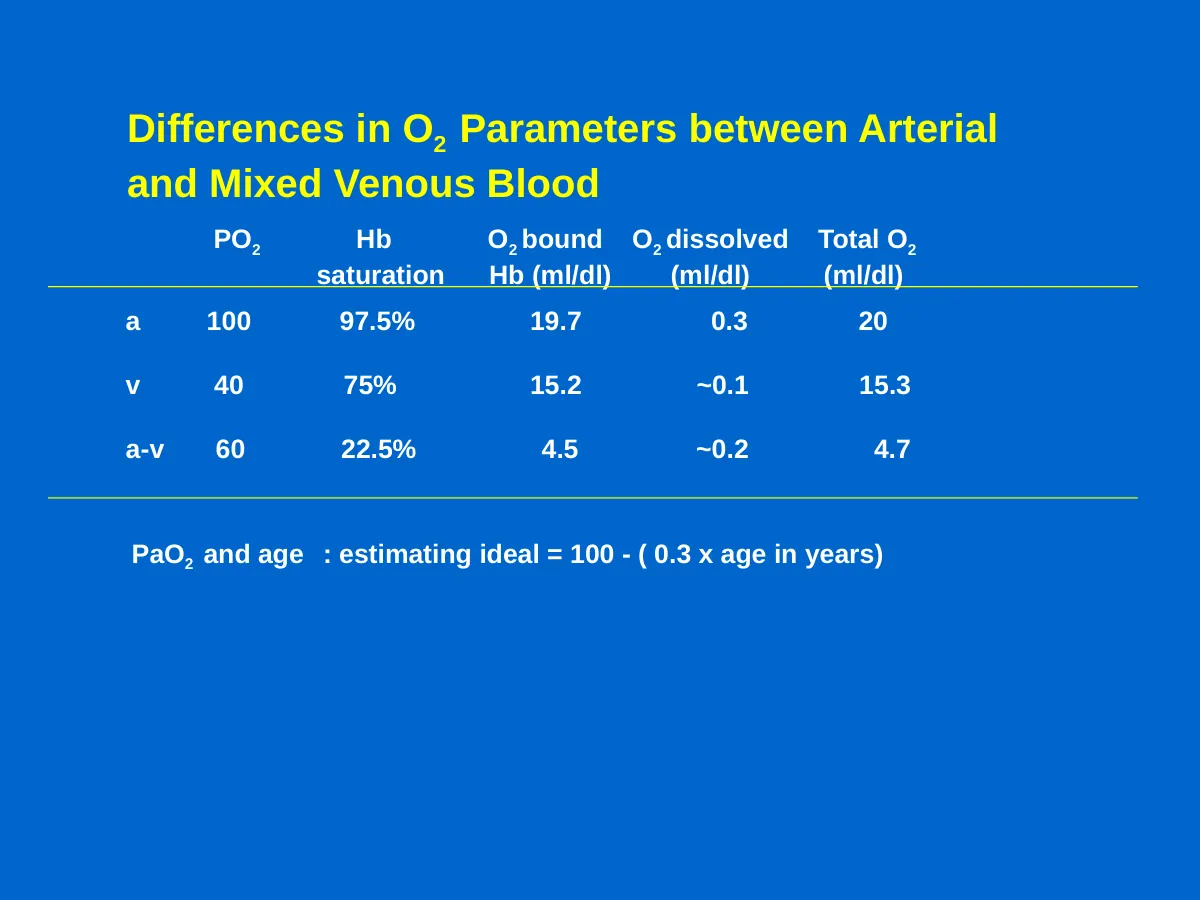 Differences in O2 Parameters between Arterial
and Mixed Venous Blood
PO2 Hb O2 bound O2 dissolved Total O2
saturation Hb (ml/dl) (ml/dl) (ml/dl)
a 100 97.5% 19.7 0.3 20
v 40 75% 15.2 ~0.1 15.3
a-v 60 22.5% 4.5 ~0.2 4.7
PaO2 and age : estimating ideal = 100 - ( 0.3 x age in years)